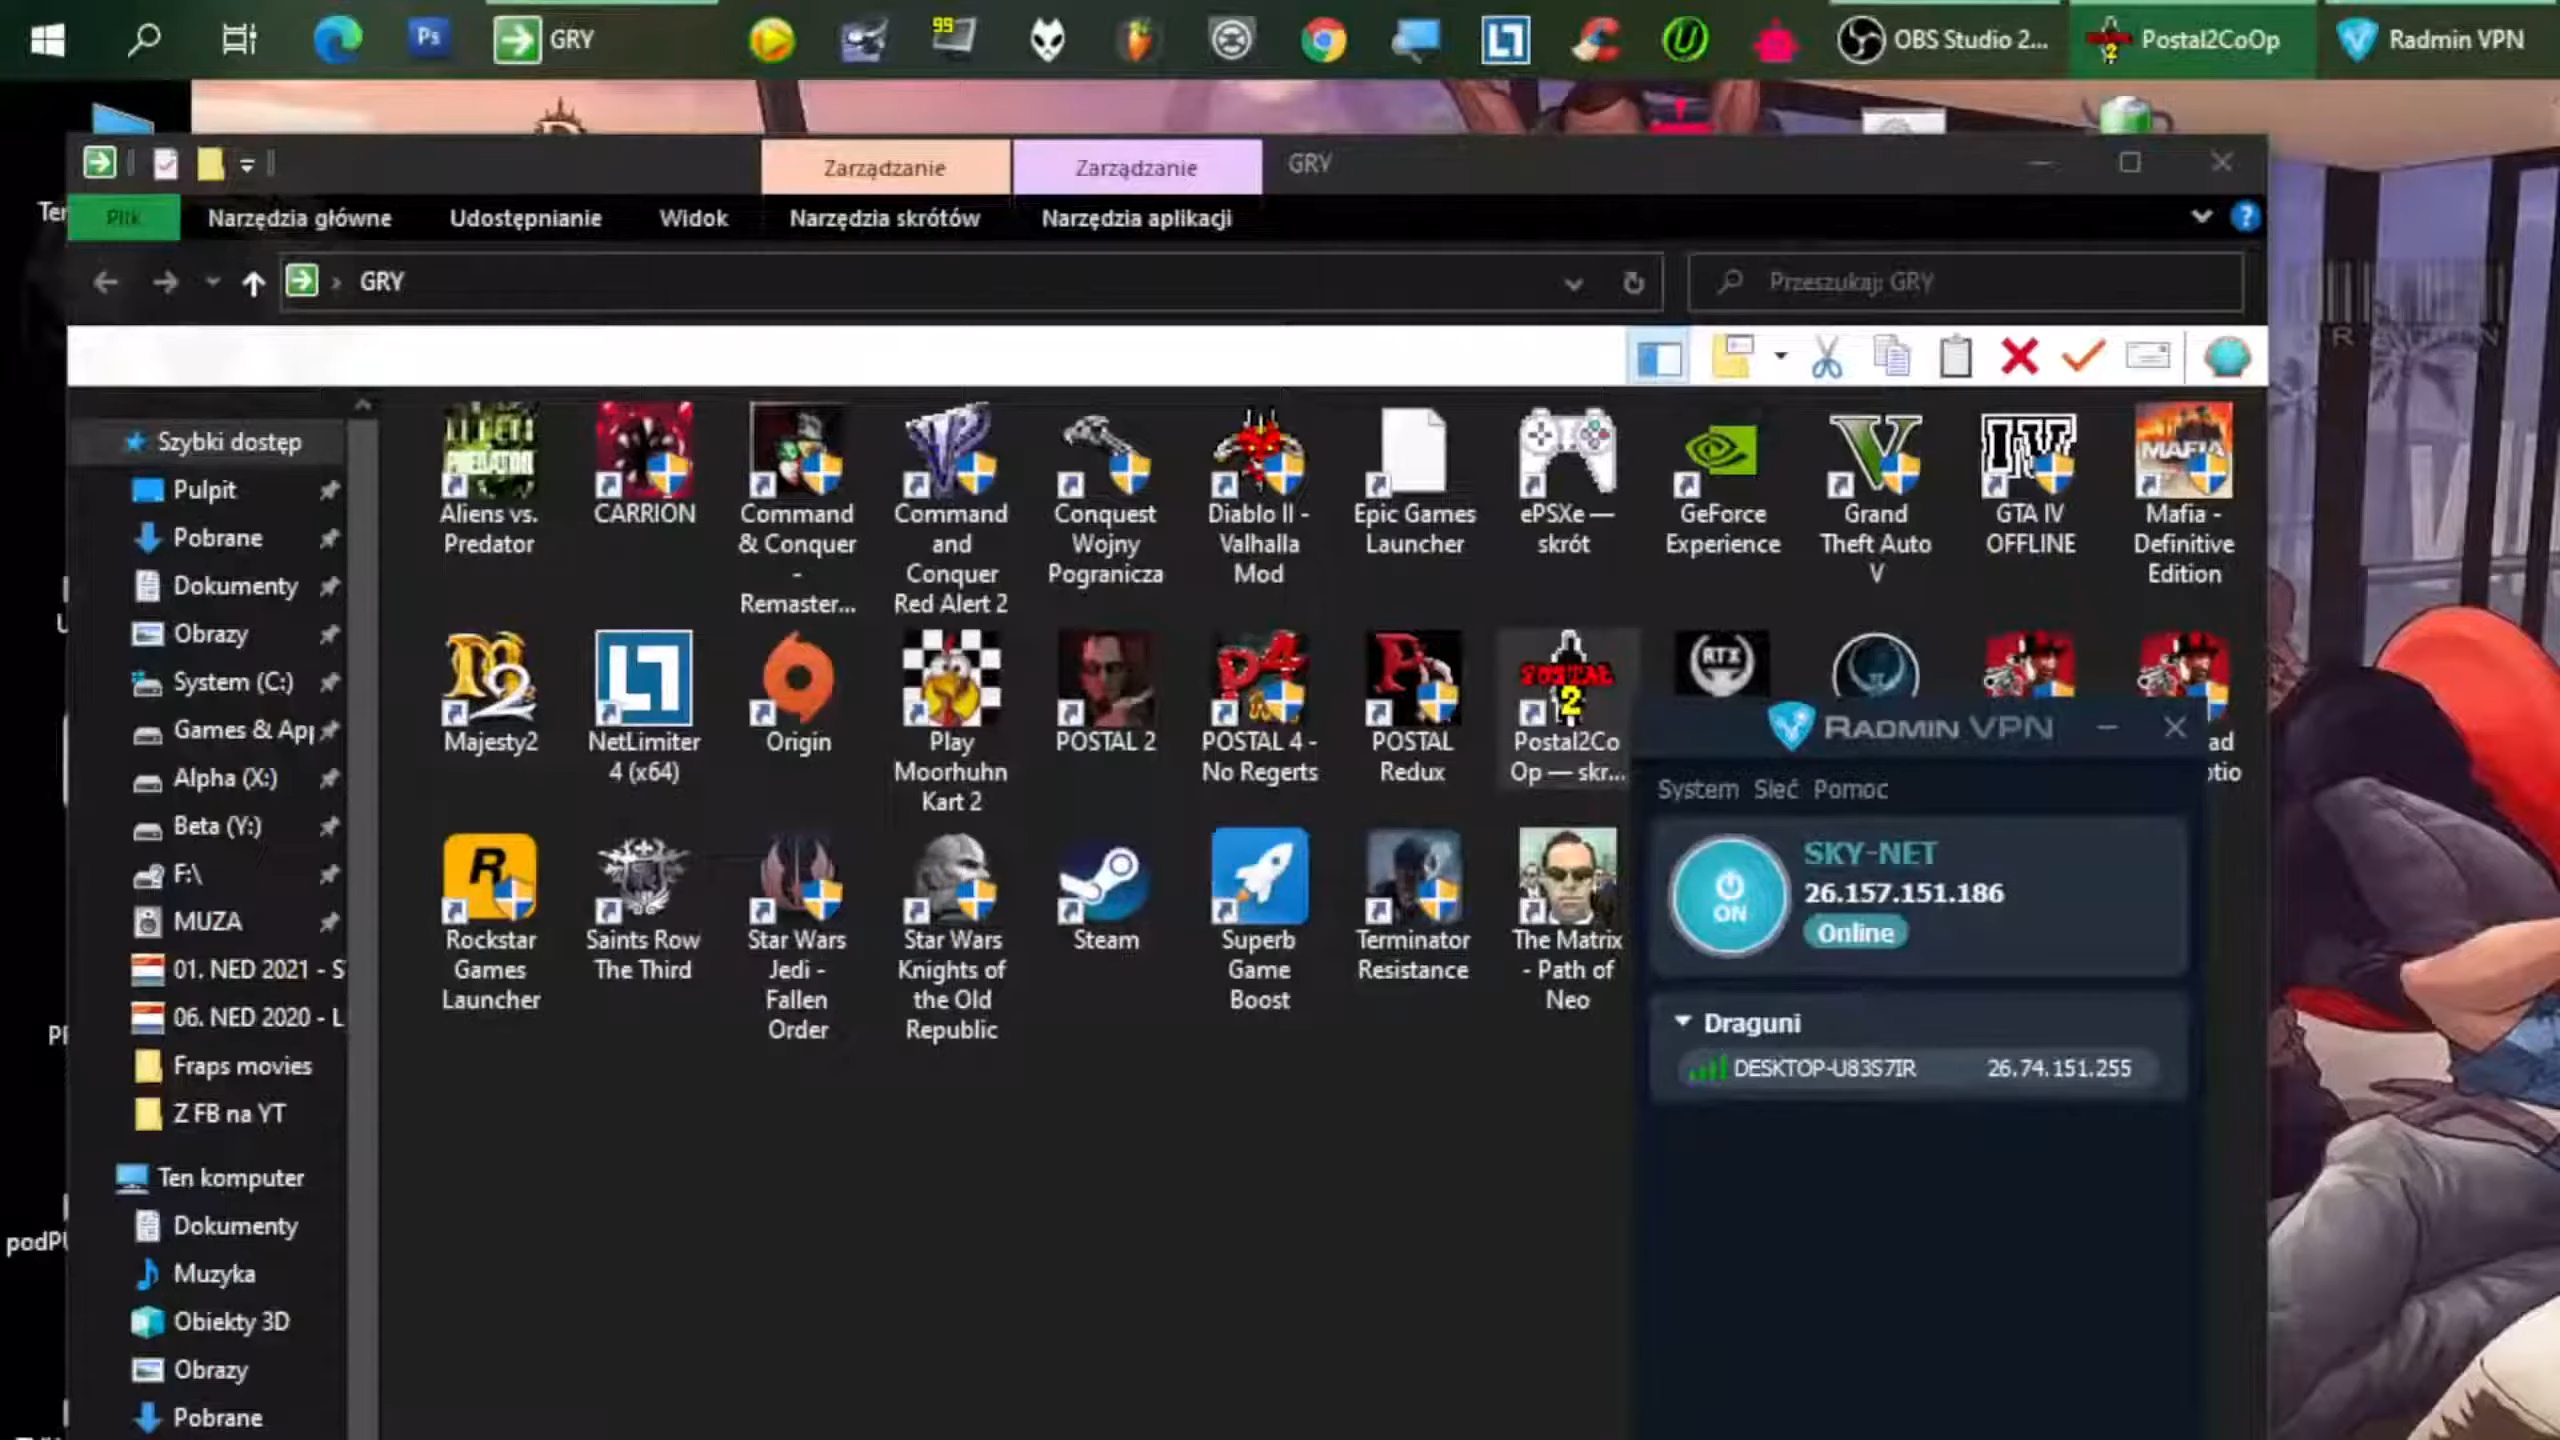 Ps
GRY
99
OBS Studio 2...
Postal2CoOp
Radmin VPN
Zarządzanie
Zarządzanie
GRY
Plik
Narzędzia główne
Udostępnianie
Widok
Narzędzia skrótów
Narzędzia aplikacji
GRY
Przeszukaj: GRY
Szybki dostęp
Pulpit
Pobrane
Dokumenty
Obrazy
System (C:)
Games & App
Alpha (X:)
Beta (Y:)
F:\
MUZA
01. NED 2021 - S
06. NED 2020 - L
Fraps movies
Z FB na YT
Ten komputer
Dokumenty
Muzyka
Obiekty 3D
Obrazy
Pobrane
Aliens vs.
Predator
CARRION
Command
& Conquer
-
Remaster...
Command
and
Conquer
Red Alert 2
Conquest
Wojny
Pogranicza
Diablo II -
Valhalla
Mod
Epic Games
Launcher
ePSXe —
skrót
GeForce
Experience
Grand
Theft Auto
V
GTA IV
OFFLINE
Mafia -
Definitive
Edition
Majesty2
NetLimiter
4 (x64)
Origin
Play
Moorhuhn
Kart 2
POSTAL 2
POSTAL 4 -
No Regerts
POSTAL
Redux
Postal2Co
Op — skr...
RTX
ad
tio
Rockstar
Games
Launcher
Saints Row
The Third
Star Wars
Jedi -
Fallen
Order
Star Wars
Knights of
the Old
Republic
Steam
Superb
Game
Boost
Terminator
Resistance
The Matrix
- Path of
Neo
RADMIN VPN
System Sieć Pomoc
ON
SKY-NET
26.157.151.186
Online
Draguni
DESKTOP-U83S7IR 26.74.151.255
Ter
podPU